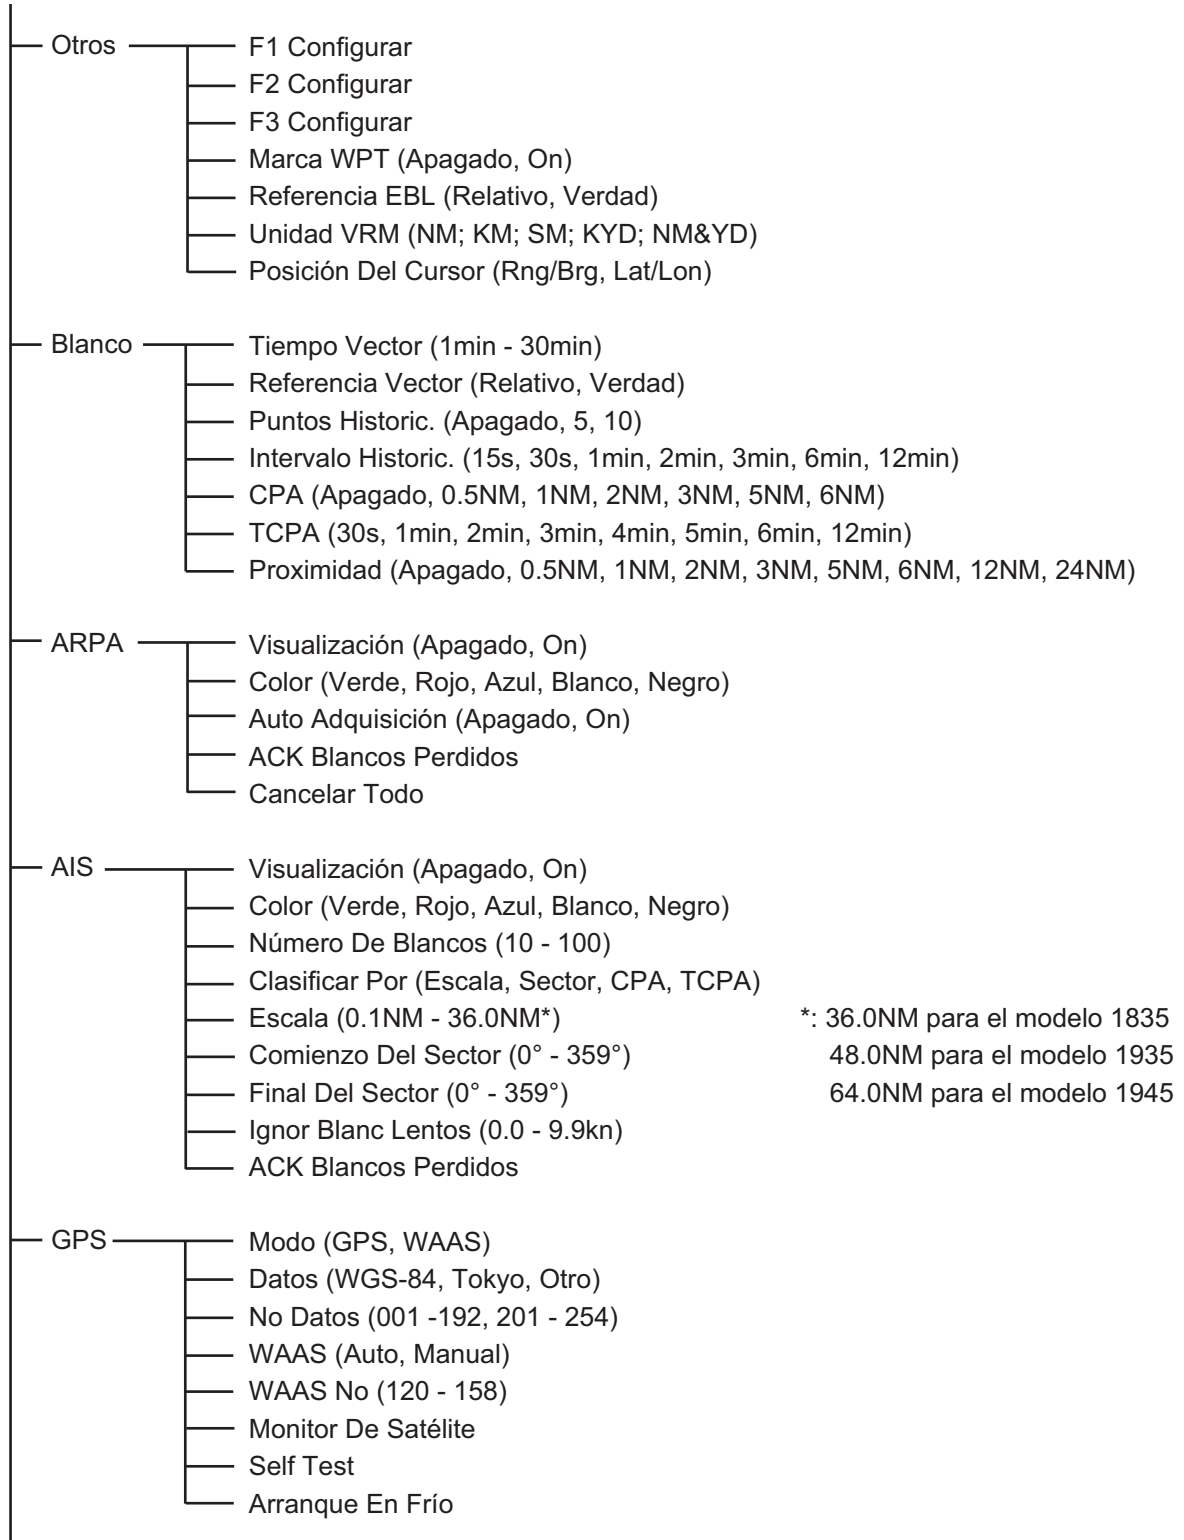 Otros F1 Configurar
F2 Configurar
F3 Configurar
Marca WPT (Apagado, On)
Referencia EBL (Relativo, Verdad)
Unidad VRM (NM; KM; SM; KYD; NM&YD)
Posición Del Cursor (Rng/Brg, Lat/Lon)
Blanco Tiempo Vector (1min - 30min)
Referencia Vector (Relativo, Verdad)
Puntos Historic. (Apagado, 5, 10)
Intervalo Historic. (15s, 30s, 1min, 2min, 3min, 6min, 12min)
CPA (Apagado, 0.5NM, 1NM, 2NM, 3NM, 5NM, 6NM)
TCPA (30s, 1min, 2min, 3min, 4min, 5min, 6min, 12min)
Proximidad (Apagado, 0.5NM, 1NM, 2NM, 3NM, 5NM, 6NM, 12NM, 24NM)
ARPA Visualización (Apagado, On)
Color (Verde, Rojo, Azul, Blanco, Negro)
Auto Adquisición (Apagado, On)
ACK Blancos Perdidos
Cancelar Todo
AIS Visualización (Apagado, On)
Color (Verde, Rojo, Azul, Blanco, Negro)
Número De Blancos (10 - 100)
Clasificar Por (Escala, Sector, CPA, TCPA)
Escala (0.1NM - 36.0NM*) *: 36.0NM para el modelo 1835
Comienzo Del Sector (0° - 359°) 48.0NM para el modelo 1935
Final Del Sector (0° - 359°) 64.0NM para el modelo 1945
Ignor Blanc Lentos (0.0 - 9.9kn)
ACK Blancos Perdidos
GPS Modo (GPS, WAAS)
Datos (WGS-84, Tokyo, Otro)
No Datos (001 -192, 201 - 254)
WAAS (Auto, Manual)
WAAS No (120 - 158)
Monitor De Satélite
Self Test
Arranque En Frío